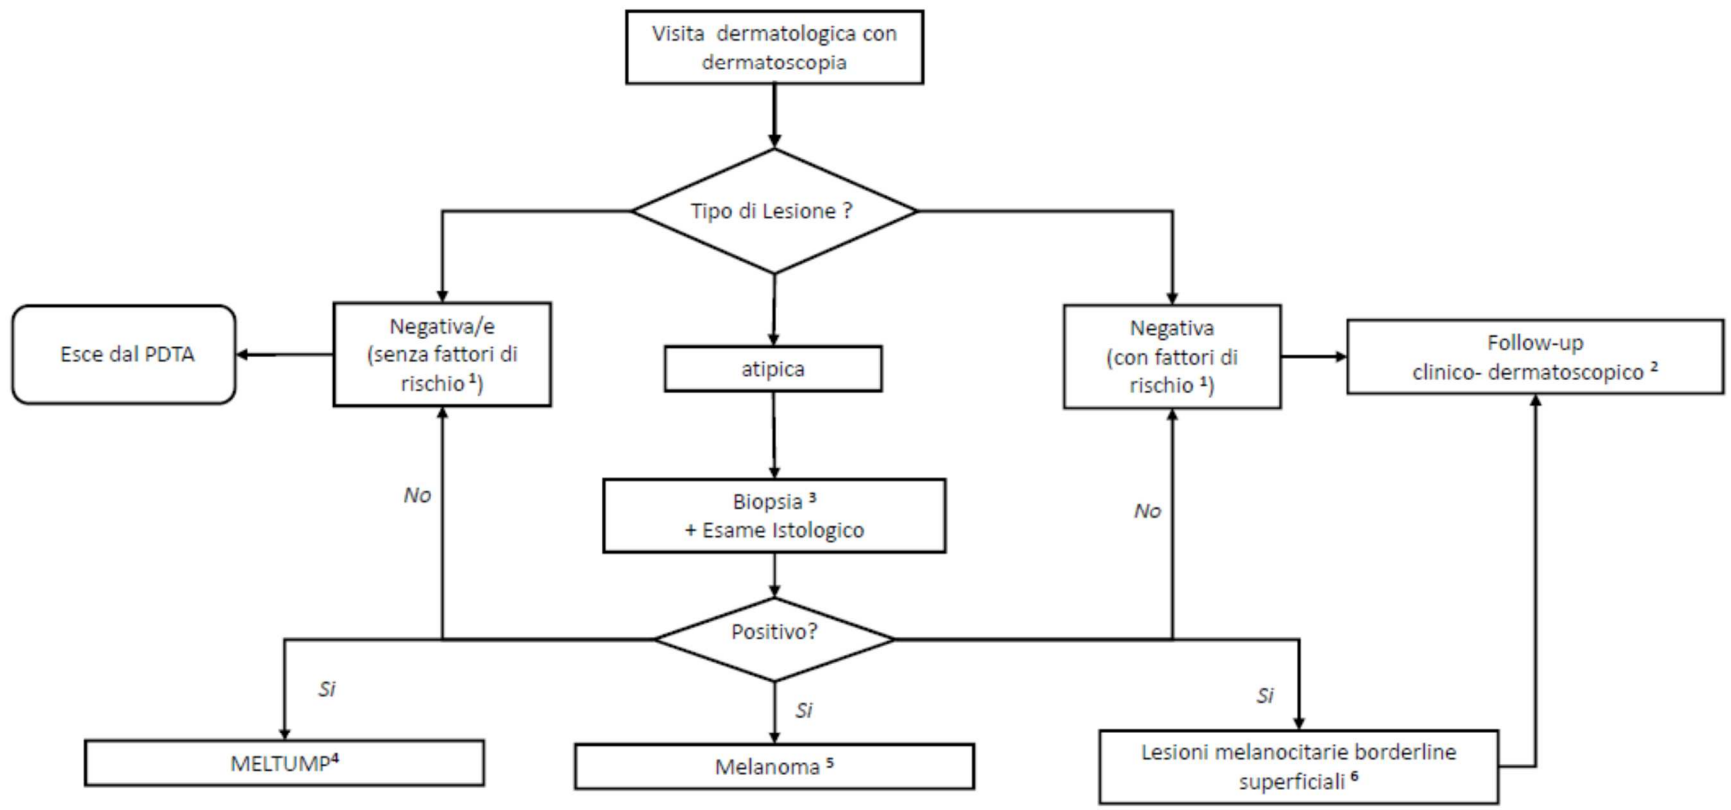 Visita dermatologica con
dermatoscopia
Tipo di Lesione ?
Esce dal PDTA
Negativa/e
(senza fattori di
rischio ¹)
atipica
Negativa
(con fattori di
rischio ¹)
Follow-up
clinico- dermatoscopico ²
No
Biopsia ³
+ Esame Istologico
No
Positivo?
Si
Si
Si
MELTUMP⁴
Melanoma ⁵
Lesioni melanocitarie borderline
superficiali ⁶